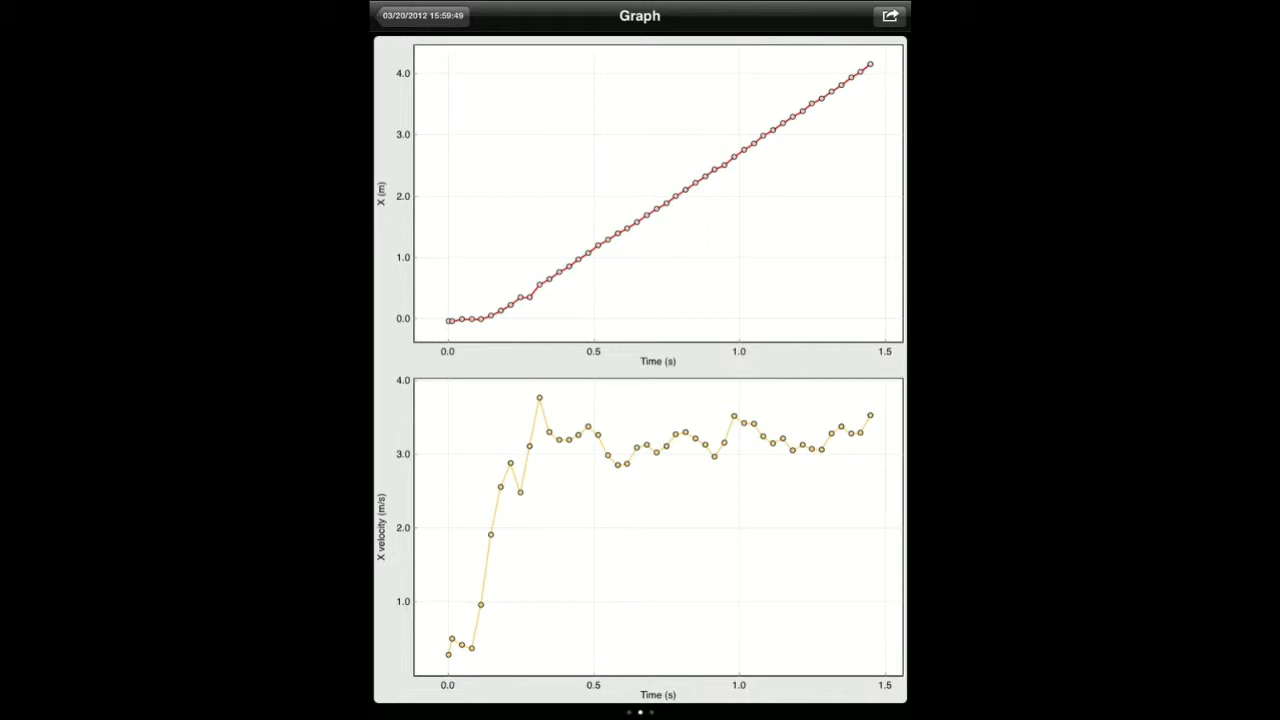 03/20/2012 15:59:49
Graph
4.0
3.0
2.0
1.0
0.0
X (m)
0.0 0.5 1.0 1.5
Time (s)
4.0
3.0
2.0
1.0
X velocity (m/s)
0.0 0.5 1.0 1.5
Time (s)